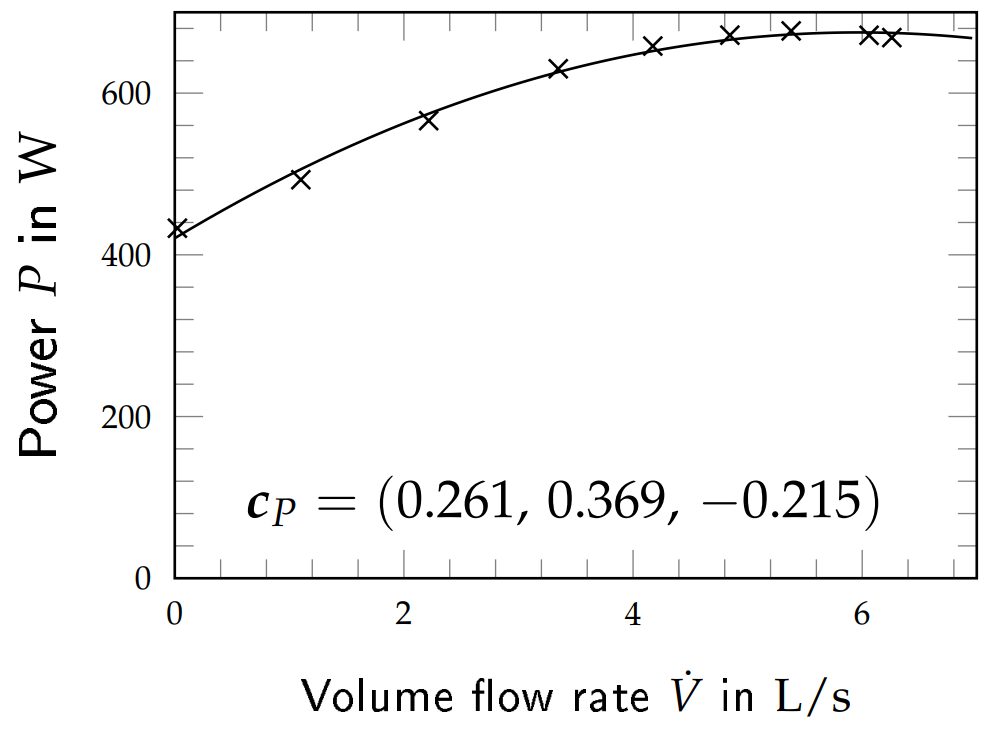 Power P in W
600
400
200
0
c_P = (0.261, 0.369, −0.215)
0 2 4 6
Volume flow rate V̇ in L/s